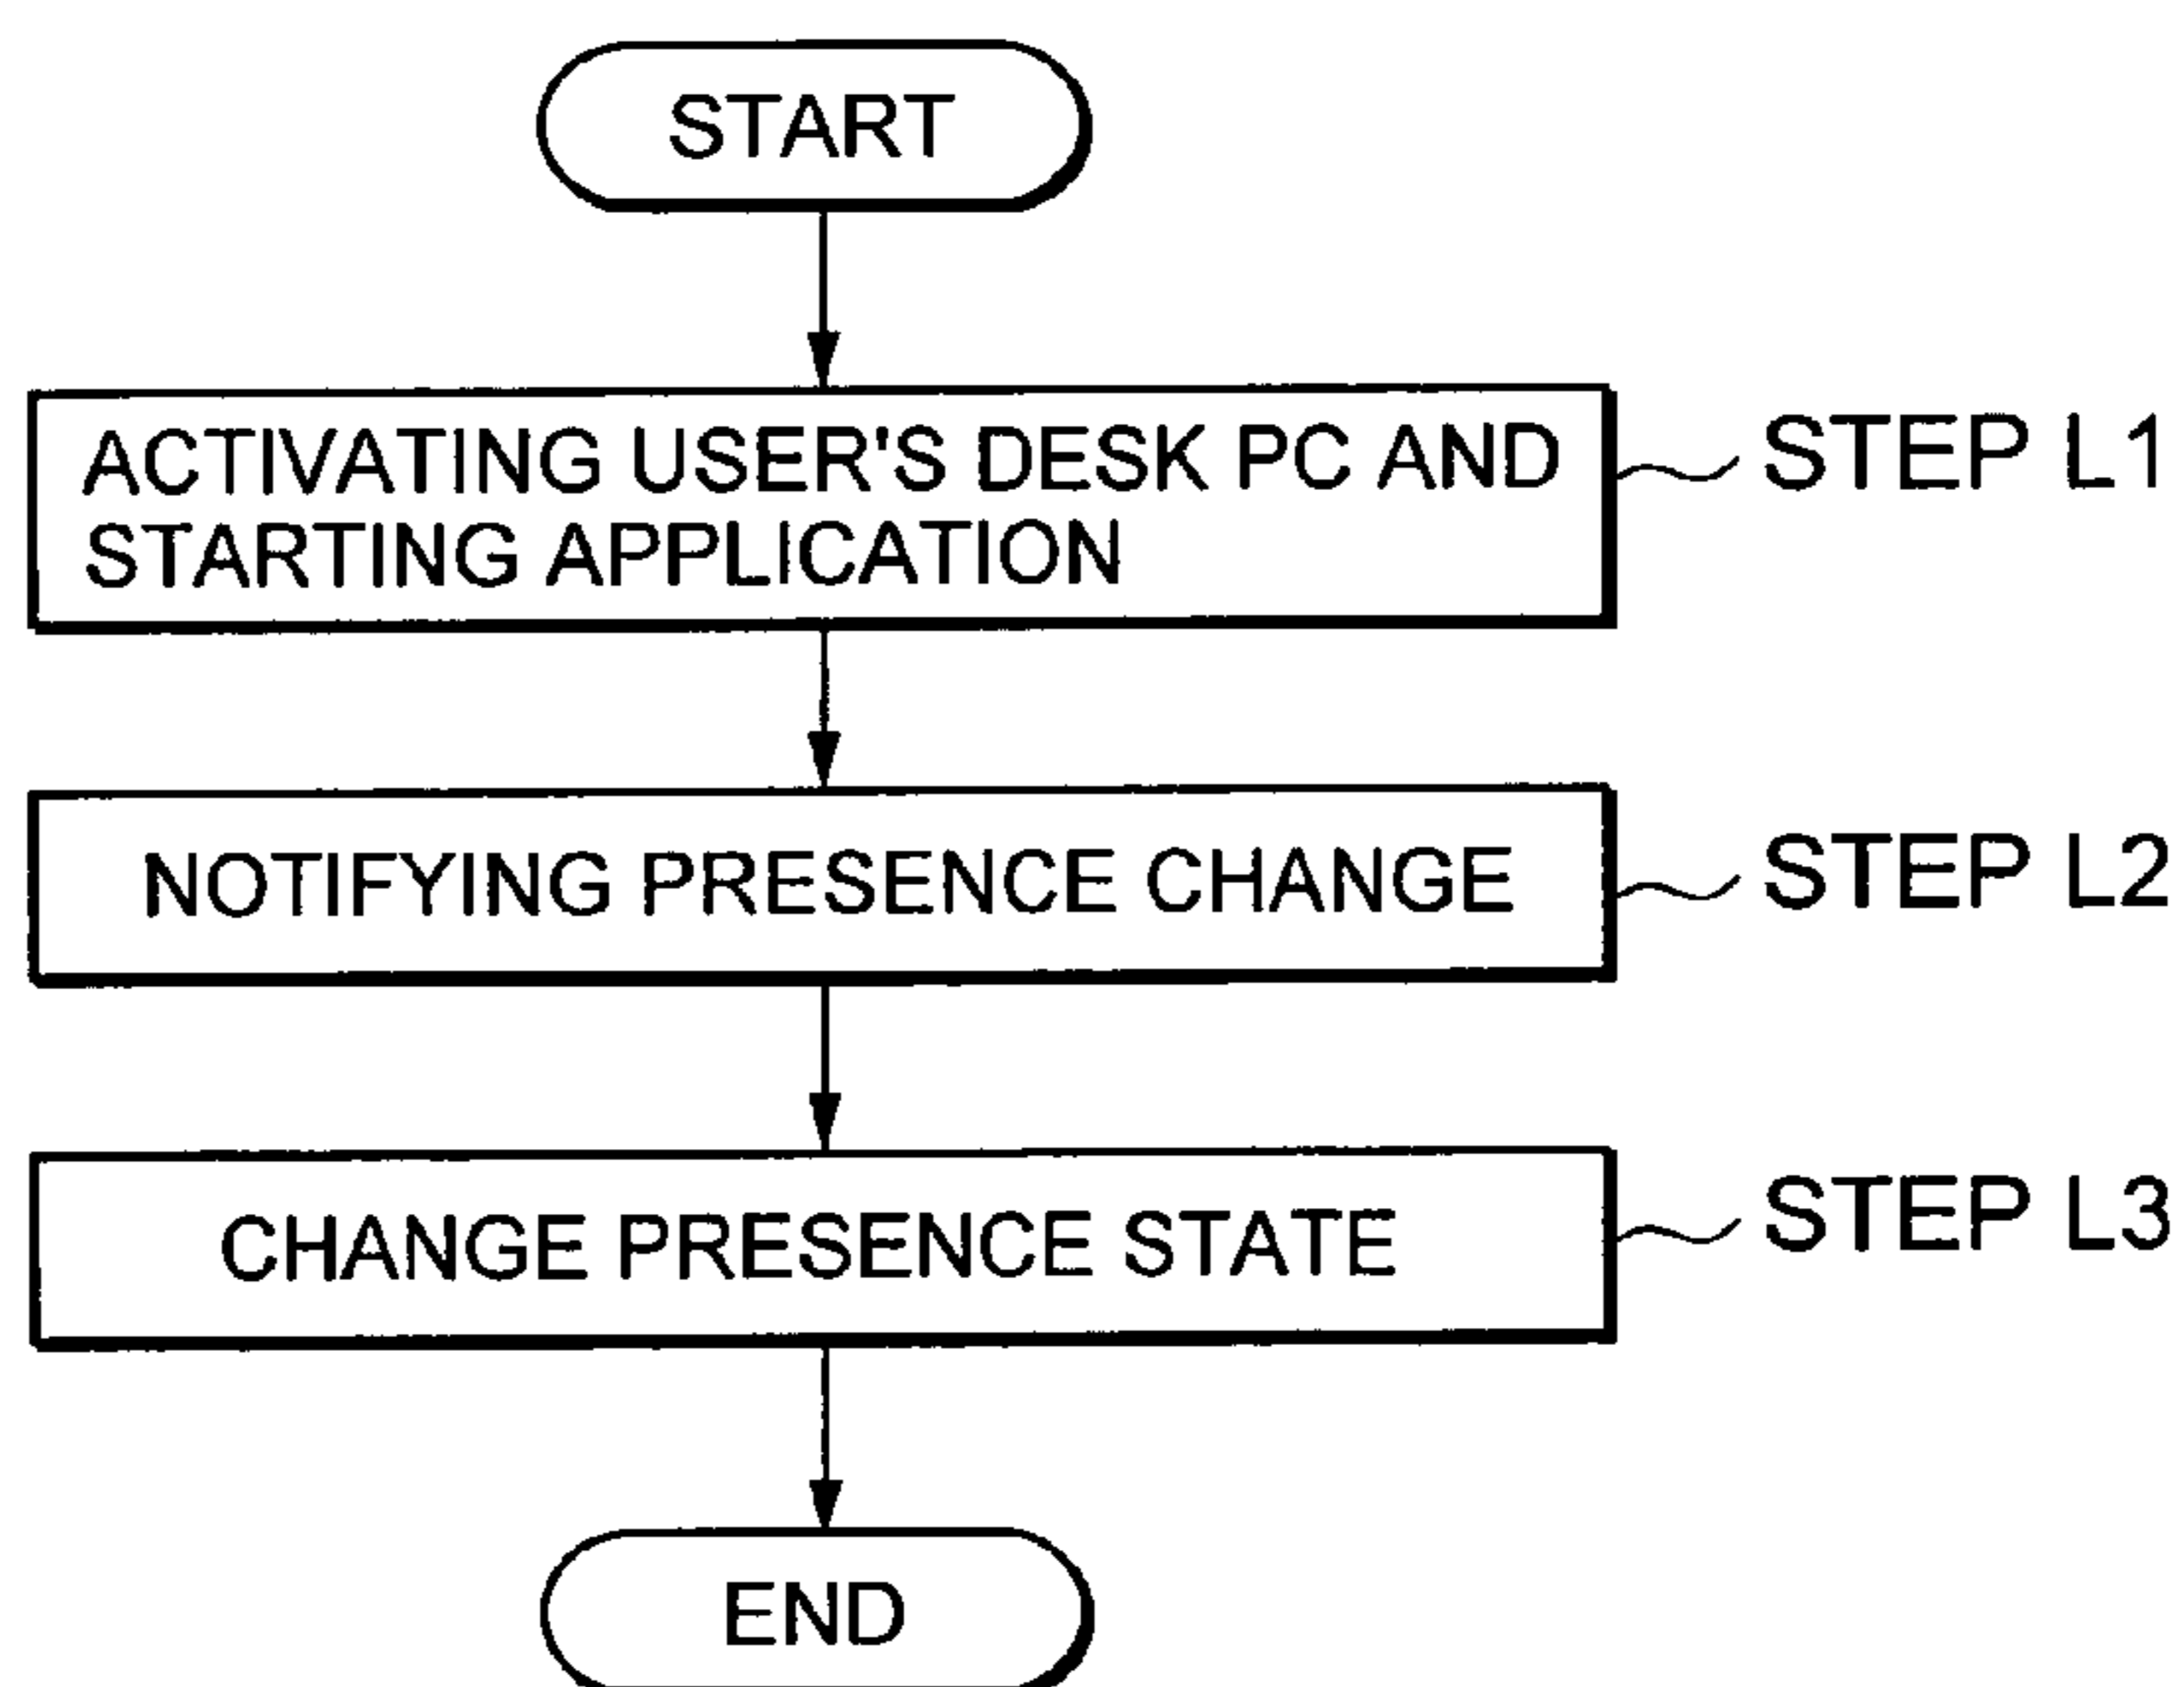 START
ACTIVATING USER'S DESK PC AND
STARTING APPLICATION
STEP L1
NOTIFYING PRESENCE CHANGE
STEP L2
CHANGE PRESENCE STATE
STEP L3
END